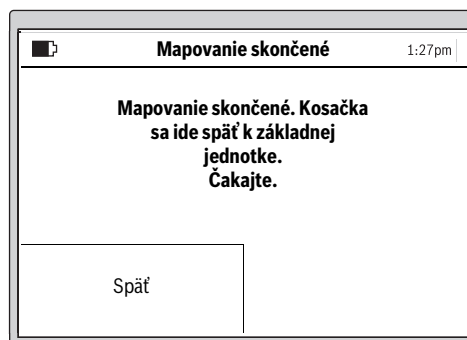 Mapovanie skončené 1:27pm
Mapovanie skončené. Kosačka
sa ide späť k základnej
jednotke.
Čakajte.
Späť